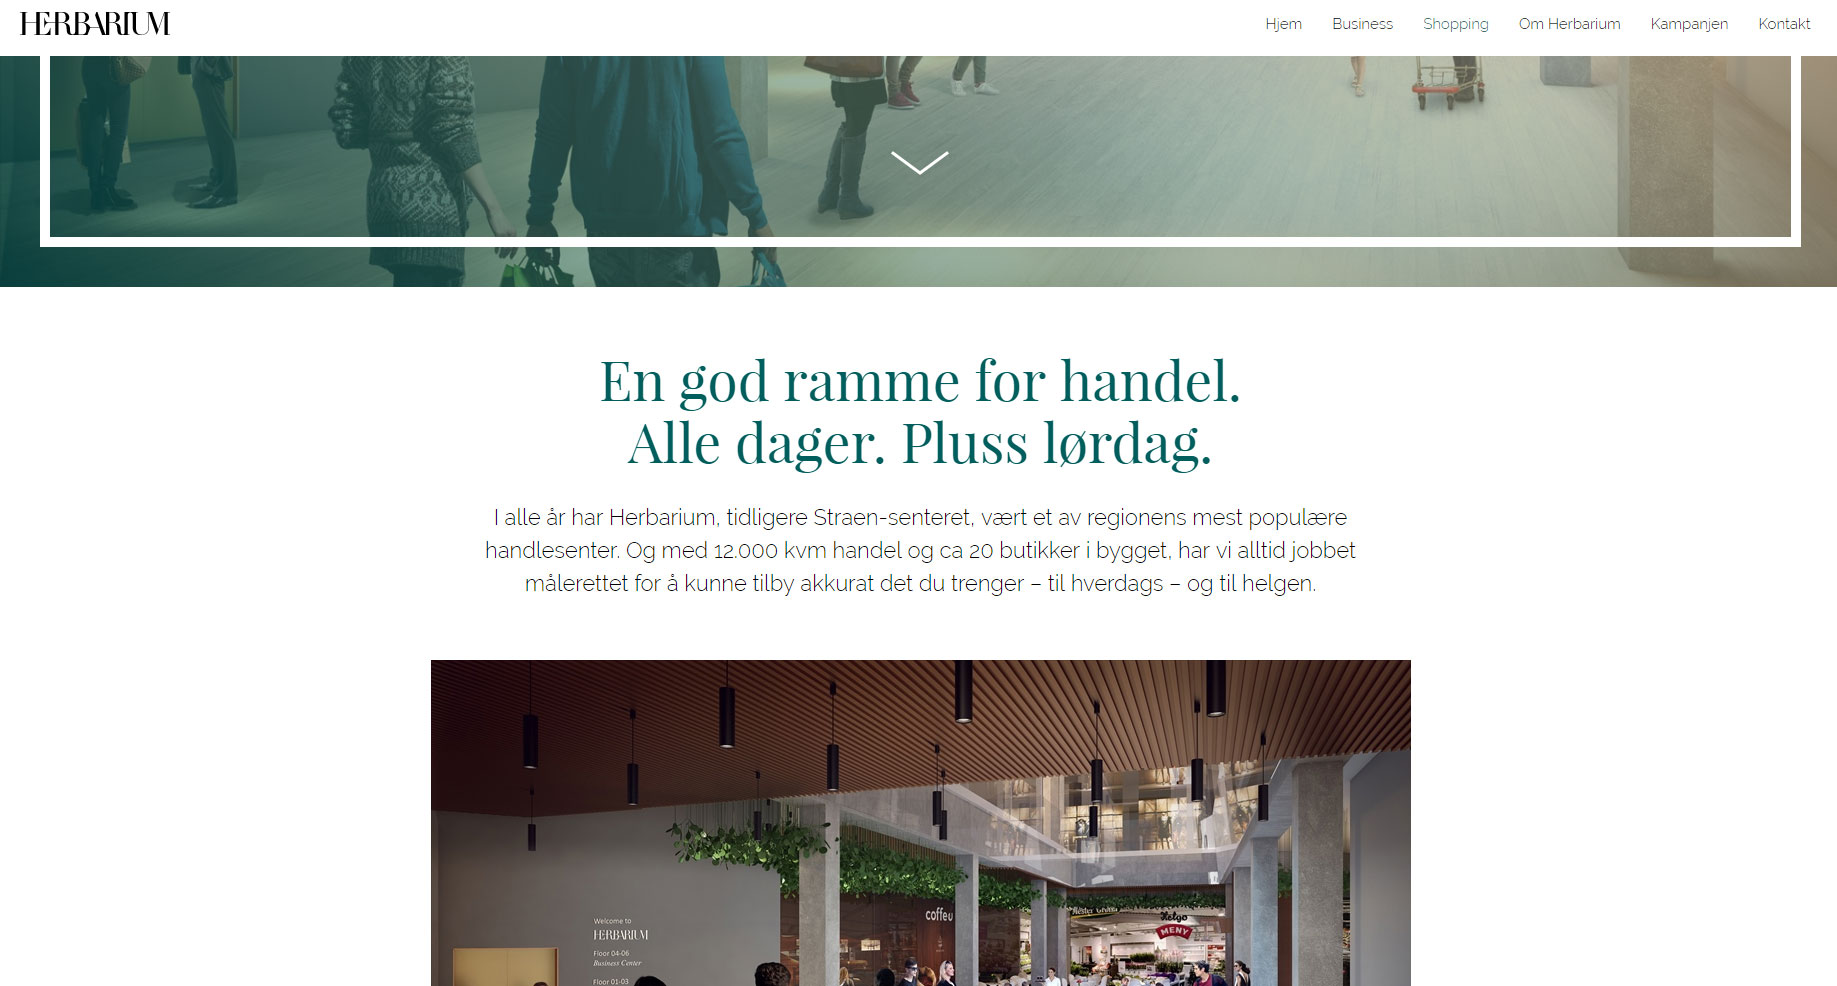 HERBARIUM
Hjem Business Shopping Om Herbarium Kampanjen Kontakt
En god ramme for handel.
Alle dager. Pluss lørdag.
I alle år har Herbarium, tidligere Straen-senteret, vært et av regionens mest populære
handlesenter. Og med 12.000 kvm handel og ca 20 butikker i bygget, har vi alltid jobbet
målerettet for å kunne tilby akkurat det du trenger – til hverdags – og til helgen.
coffeu
Mester Grønn
Helgø
MENY
Welcome to
HERBARIUM
Floor 04-06
Business Center
Floor 01-03